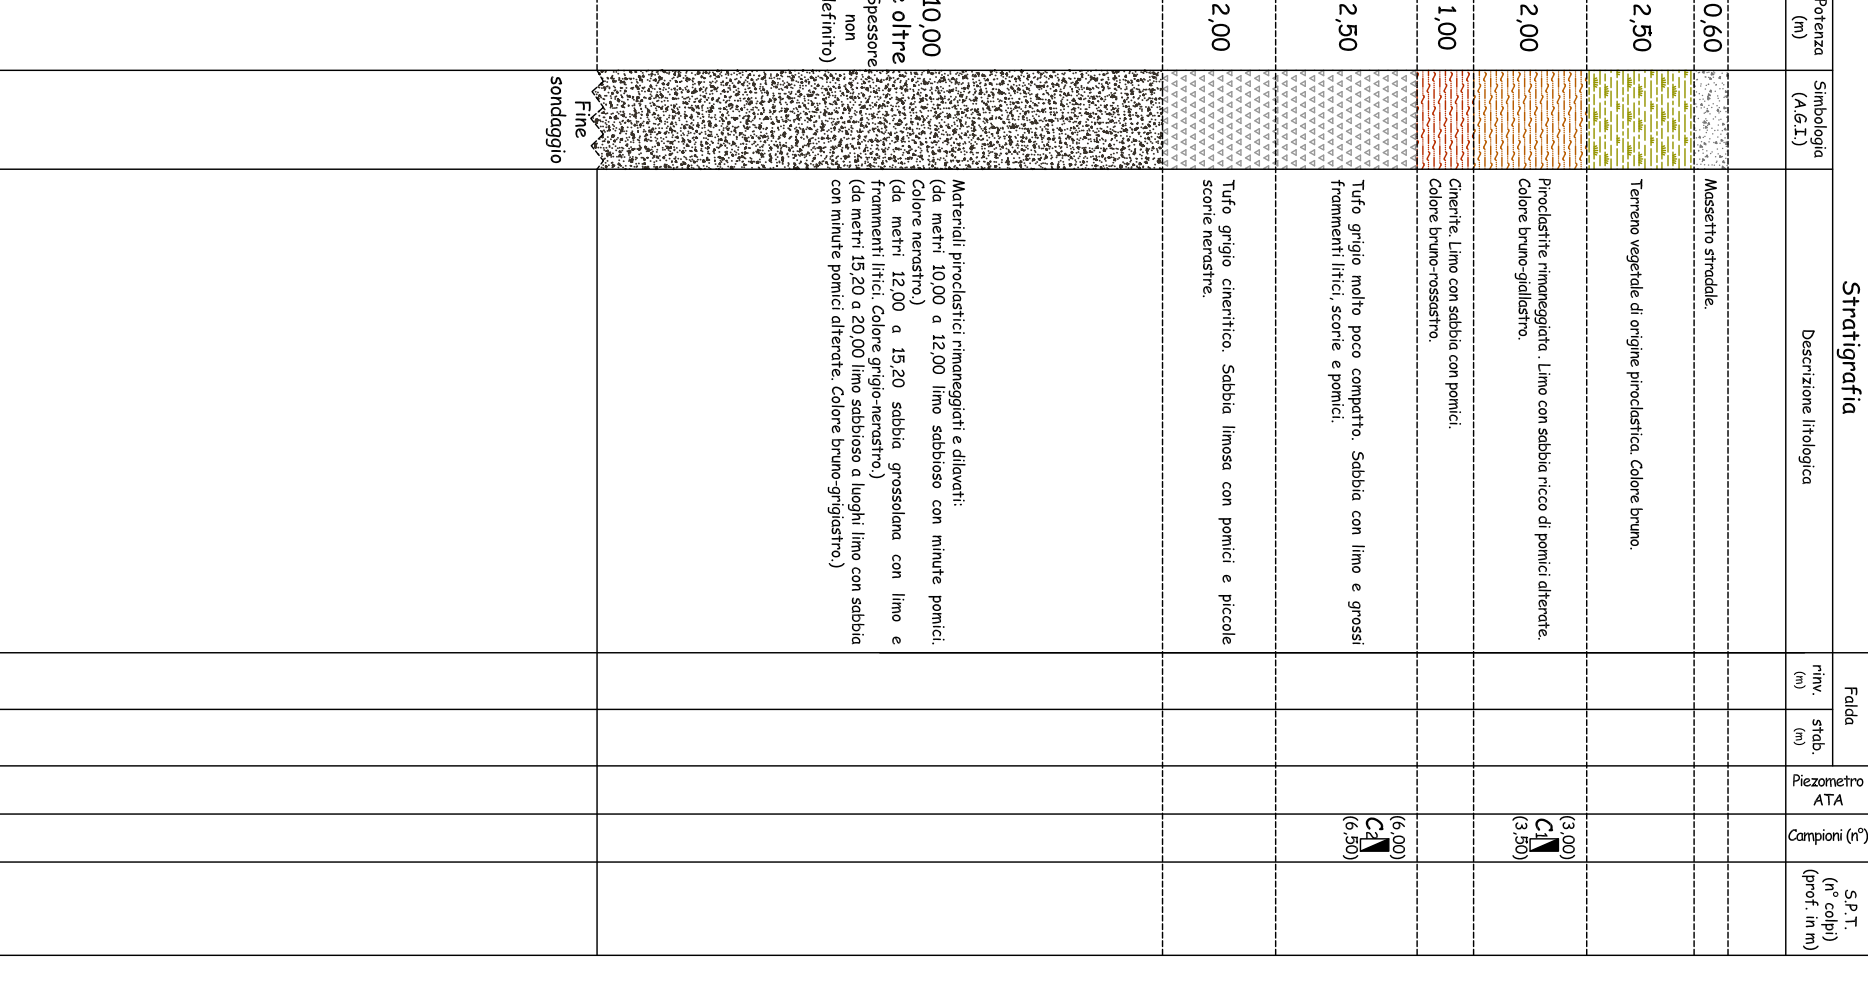 Stratigrafia
Potenza
(m)
Simbologia
(A.G.I.)
Descrizione litologica
Falda
rinv.
(m)
stab.
(m)
Piezometro
ATA
Campioni (n°)
S.P.T.
(n° colpi)
(prof. in m)
0,60
Massetto stradale.
2,50
Terreno vegetale di origine piroclastica. Colore bruno.
2,00
Piroclastite rimaneggiata . Limo con sabbia ricco di pomici alterate.
Colore bruno-giallastro.
(3,00)
C1
(3,50)
1,00
Cinerite. Limo con sabbia con pomici.
Colore bruno-rossastro.
2,50
Tufo grigio molto poco compatto. Sabbia con limo e grossi
frammenti litici, scorie e pomici.
(6,00)
C2
(6,50)
2,00
Tufo grigio cineritico. Sabbia limosa con pomici e piccole
scorie nerastre.
10,00
e oltre
(Spessore
non
definito)
Materiali piroclastici rimaneggiati e dilavati:
(da metri 10,00 a 12,00 limo sabbioso con minute pomici.
Colore nerastro.)
(da metri 12,00 a 15,20 sabbia grossolana con limo e
frammenti litici. Colore grigio-nerastro.)
(da metri 15,20 a 20,00 limo sabbioso a luoghi limo con sabbia
con minute pomici alterate. Colore bruno-grigiastro.)
Fine
sondaggio